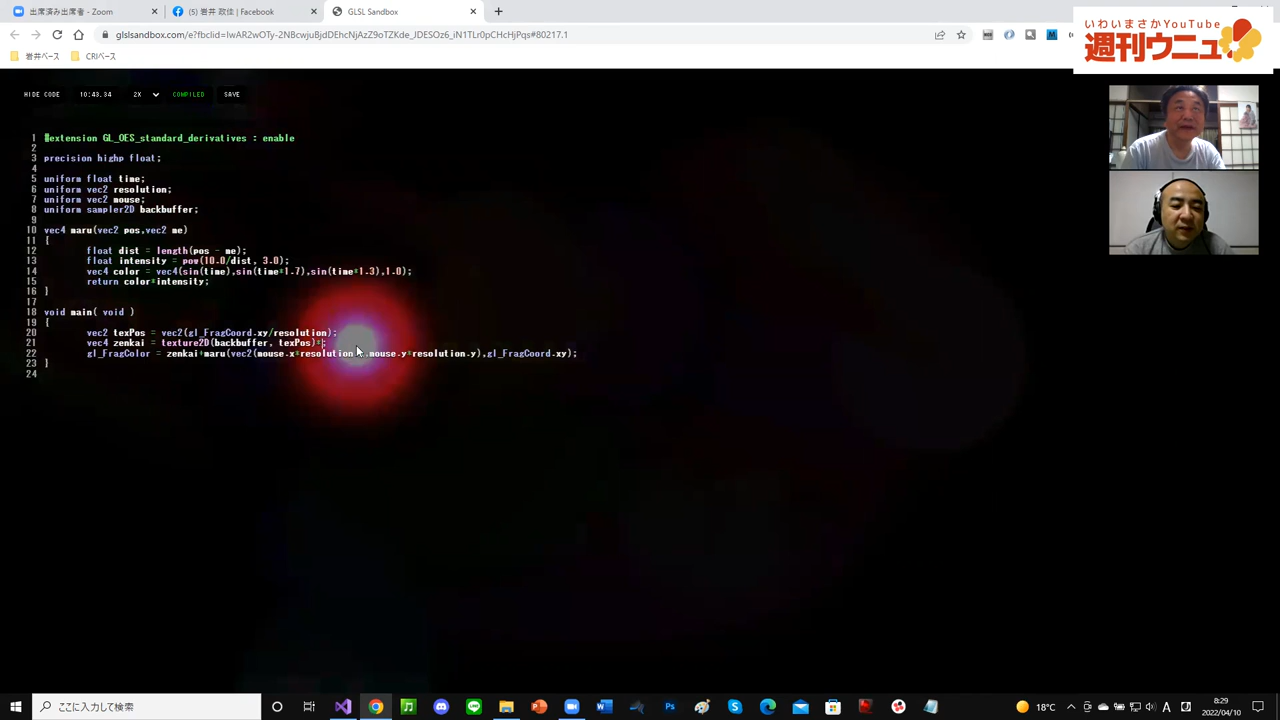 出席済み出席者 - Zoom
(5) 岩井 政佳 | Facebook
GLSL Sandbox
岩井ベース
CRIベース
いわいまさかYouTube
週刊ウニュ!
HIDE CODE 10:43.34 2X COMPILED SAVE
1 #extension GL_OES_standard_derivatives : enable
2
3 precision highp float;
4
5 uniform float time;
6 uniform vec2 resolution;
7 uniform vec2 mouse;
8 uniform sampler2D backbuffer;
9
10 vec4 maru(vec2 pos,vec2 me)
11 {
12 float dist = length(pos - me);
13 float intensity = pow(10.0/dist, 3.0);
14 vec4 color = vec4(sin(time),sin(time*1.7),sin(time*1.3),1.0);
15 return color*intensity;
16 }
17
18 void main( void )
19 {
20 vec2 texPos = vec2(gl_FragCoord.xy/resolution);
21 vec4 zenkai = texture2D(backbuffer, texPos)*;
22 gl_FragColor = zenkai+maru(vec2(mouse.x*resolution .mouse.y*resolution.y),gl_FragCoord.xy);
23 }
24
ここに入力して検索
18°C
A
8:29
2022/04/10